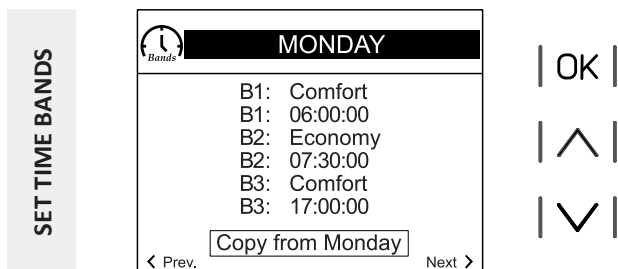 SET TIME BANDS
Bands
MONDAY
B1: Comfort
B1: 06:00:00
B2: Economy
B2: 07:30:00
B3: Comfort
B3: 17:00:00
Copy from Monday
< Prev.
Next >
OK